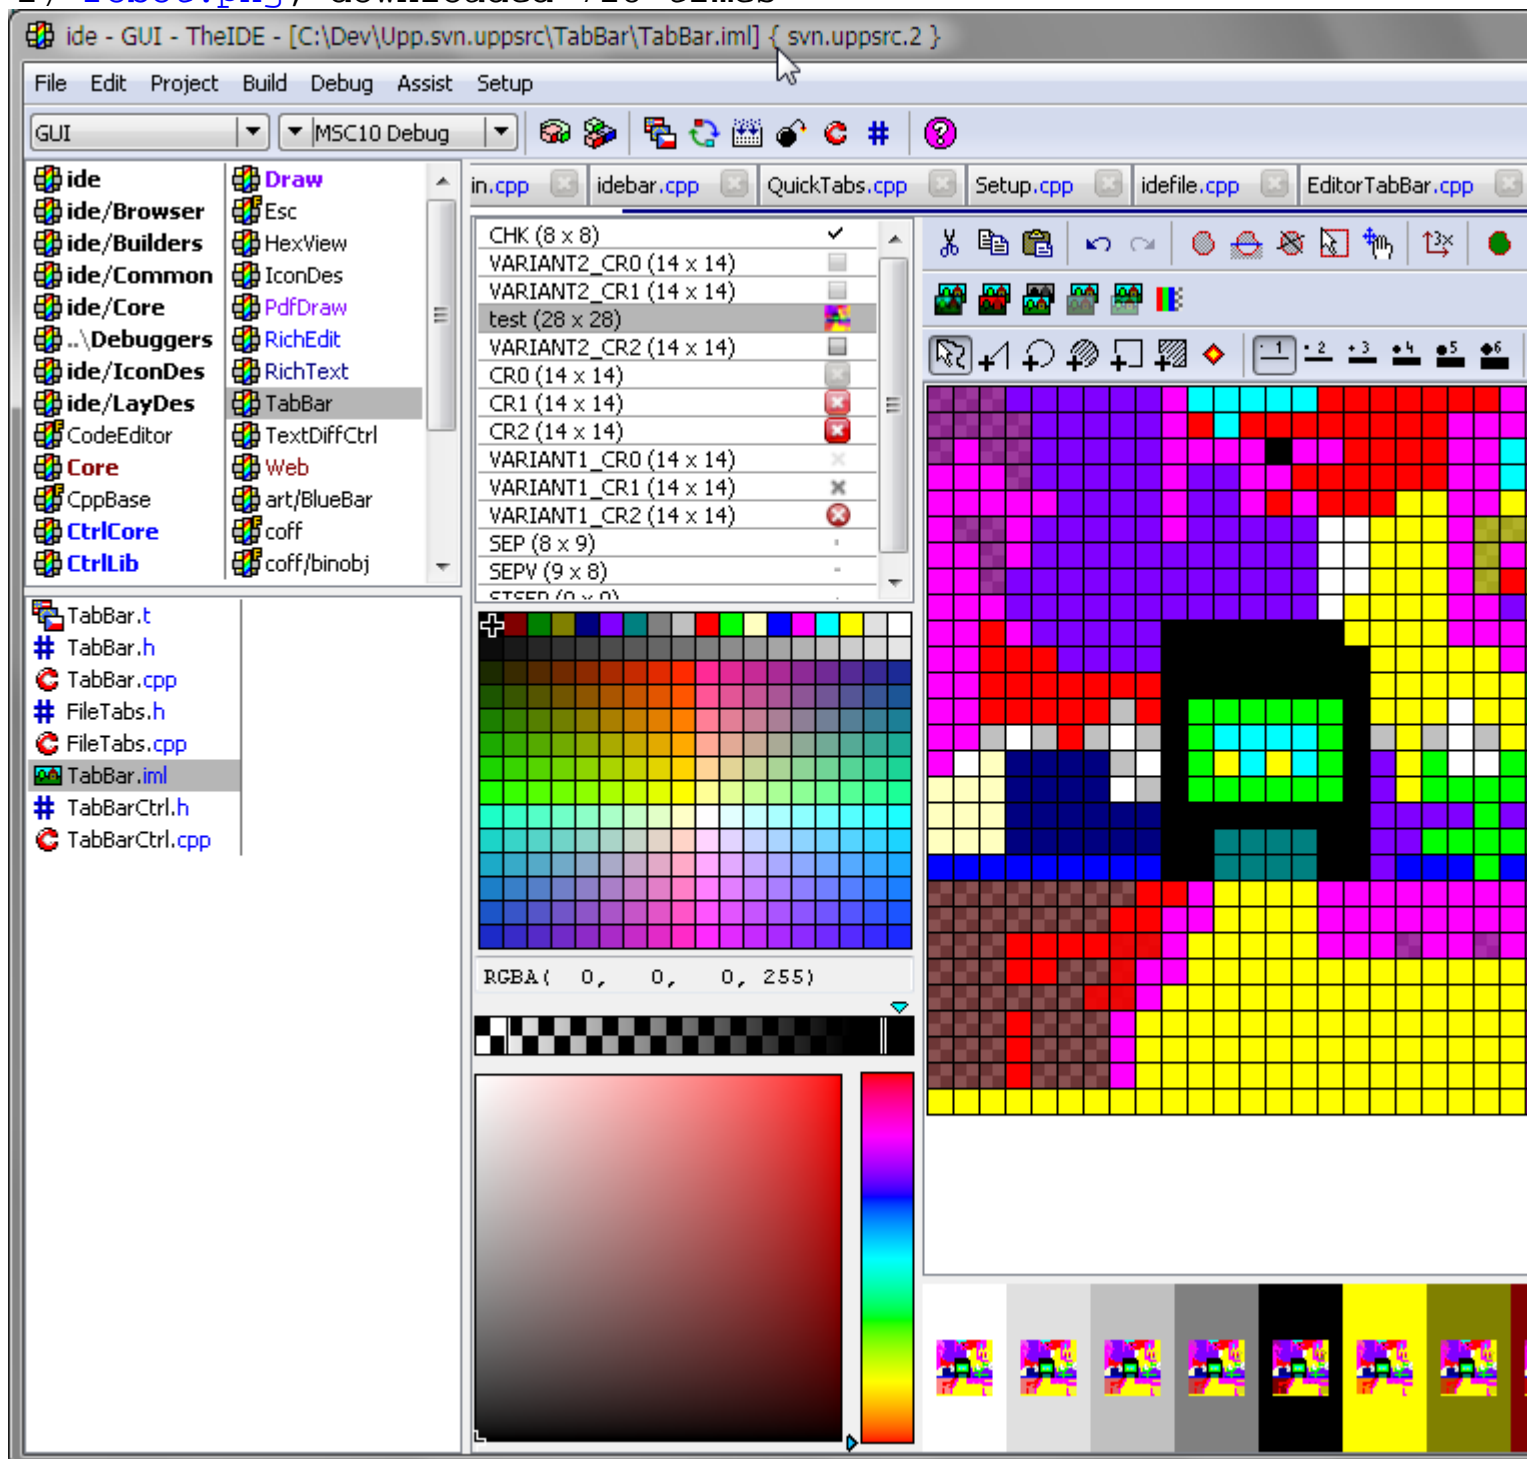 ide - GUI - TheIDE - [C:\Dev\Upp.svn.uppsrc\TabBar\TabBar.iml] { svn.uppsrc.2 }
File Edit Project Build Debug Assist Setup
GUI MSC10 Debug
in.cpp idebar.cpp QuickTabs.cpp Setup.cpp idefile.cpp EditorTabBar.cpp
ide
ide/Browser
ide/Builders
ide/Common
ide/Core
..\Debuggers
ide/IconDes
ide/LayDes
CodeEditor
Core
CppBase
CtrlCore
CtrlLib
Draw
Esc
HexView
IconDes
PdfDraw
RichEdit
RichText
TabBar
TextDiffCtrl
Web
art/BlueBar
coff
coff/binobj
TabBar.t
TabBar.h
TabBar.cpp
FileTabs.h
FileTabs.cpp
TabBar.iml
TabBarCtrl.h
TabBarCtrl.cpp
CHK (8 x 8)
VARIANT2_CR0 (14 x 14)
VARIANT2_CR1 (14 x 14)
test (28 x 28)
VARIANT2_CR2 (14 x 14)
CR0 (14 x 14)
CR1 (14 x 14)
CR2 (14 x 14)
VARIANT1_CR0 (14 x 14)
VARIANT1_CR1 (14 x 14)
VARIANT1_CR2 (14 x 14)
SEP (8 x 9)
SEPV (9 x 8)
RGBA( 0, 0, 0, 255)
3x
1 2 3 4 5 6